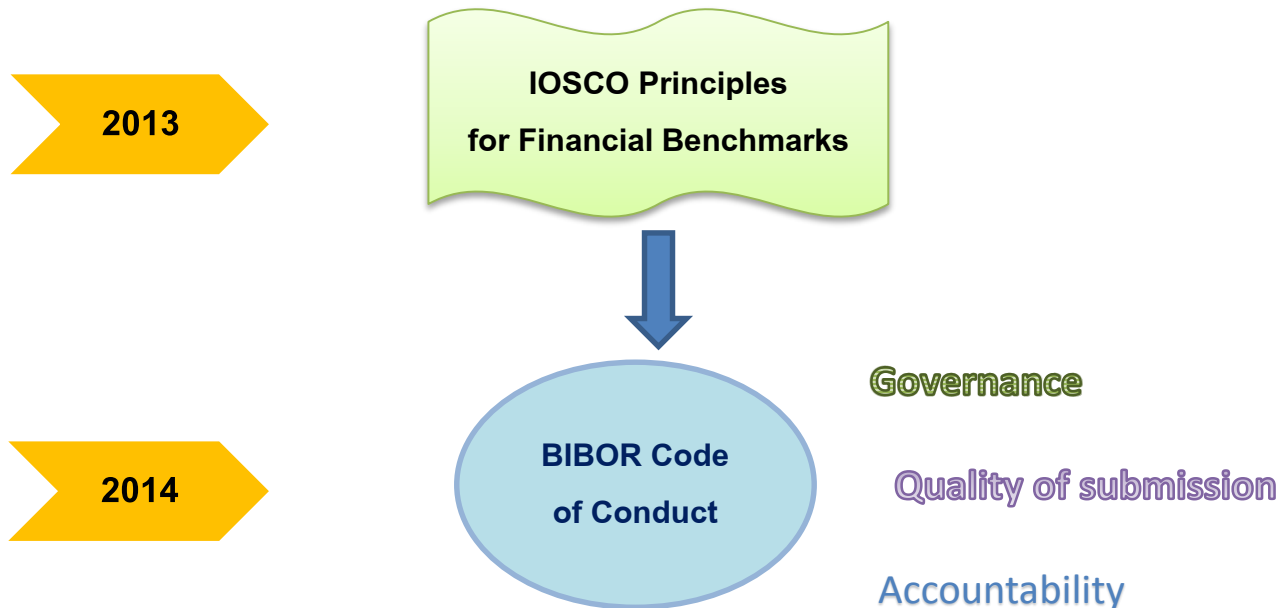 2013
IOSCO Principles
for Financial Benchmarks
2014
BIBOR Code
of Conduct
Governance
Quality of submission
Accountability